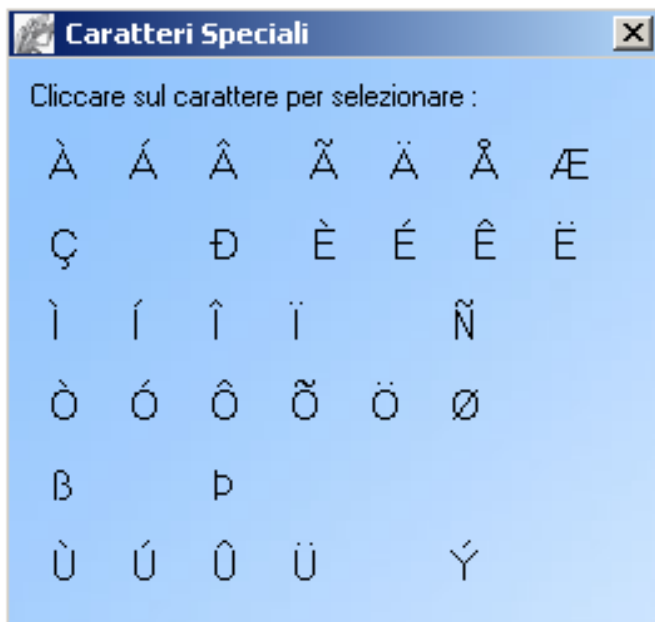 Caratteri Speciali
Cliccare sul carattere per selezionare :
À Á Â Ã Ä Å Æ
Ç Đ È É Ê Ë
Ì Í Î Ï Ñ
Ò Ó Ô Õ Ö Ø
ß Þ
Ù Ú Û Ü Ý